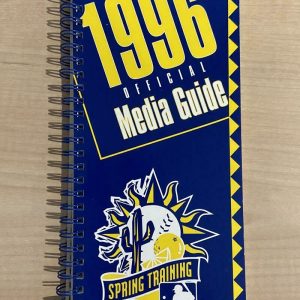 1996
OFFICIAL
Media Guide
SPRING TRAINING